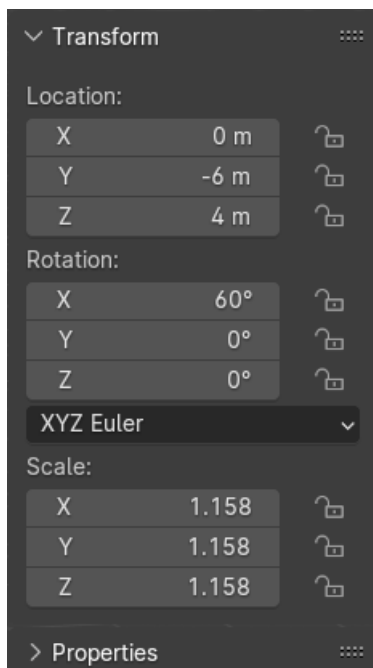 Transform
Location:
X 0 m
Y -6 m
Z 4 m
Rotation:
X 60°
Y 0°
Z 0°
XYZ Euler
Scale:
X 1.158
Y 1.158
Z 1.158
Properties